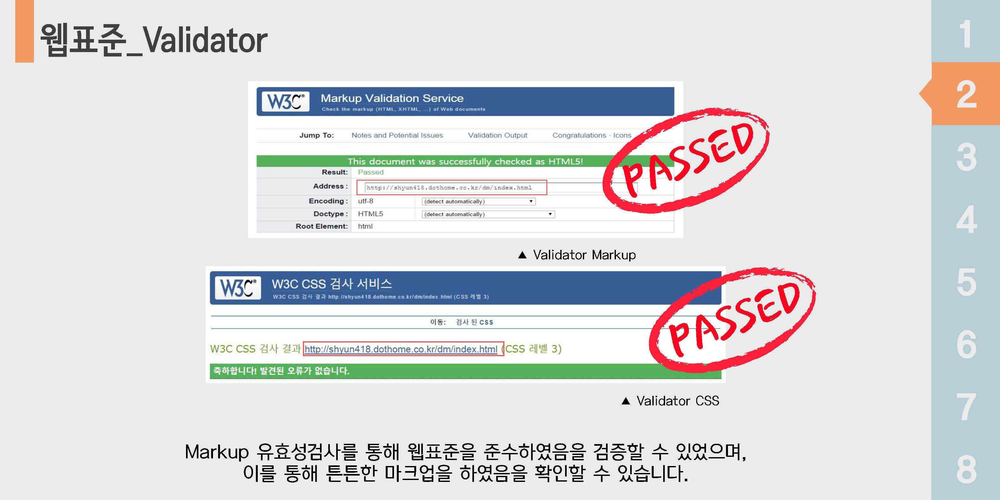 웹표준_Validator
W3C® Markup Validation Service
Check the markup (HTML, XHTML, ...) of Web documents
Jump To: Notes and Potential Issues Validation Output Congratulations · Icons
This document was successfully checked as HTML5!
Result: Passed
Address : http://shyun418.dothome.co.kr/dm/index.html
Encoding : utf-8 (detect automatically)
Doctype : HTML5 (detect automatically)
Root Element: html
PASSED
▲ Validator Markup
W3C® W3C CSS 검사 서비스
W3C CSS 검사 결과 http://shyun418.dothome.co.kr/dm/index.html (CSS 레벨 3)
이동: 검사 된 CSS
W3C CSS 검사 결과 http://shyun418.dothome.co.kr/dm/index.html (CSS 레벨 3)
축하합니다! 발견된 오류가 없습니다.
PASSED
▲ Validator CSS
Markup 유효성검사를 통해 웹표준을 준수하였음을 검증할 수 있었으며,
이를 통해 튼튼한 마크업을 하였음을 확인할 수 있습니다.
1
2
3
4
5
6
7
8